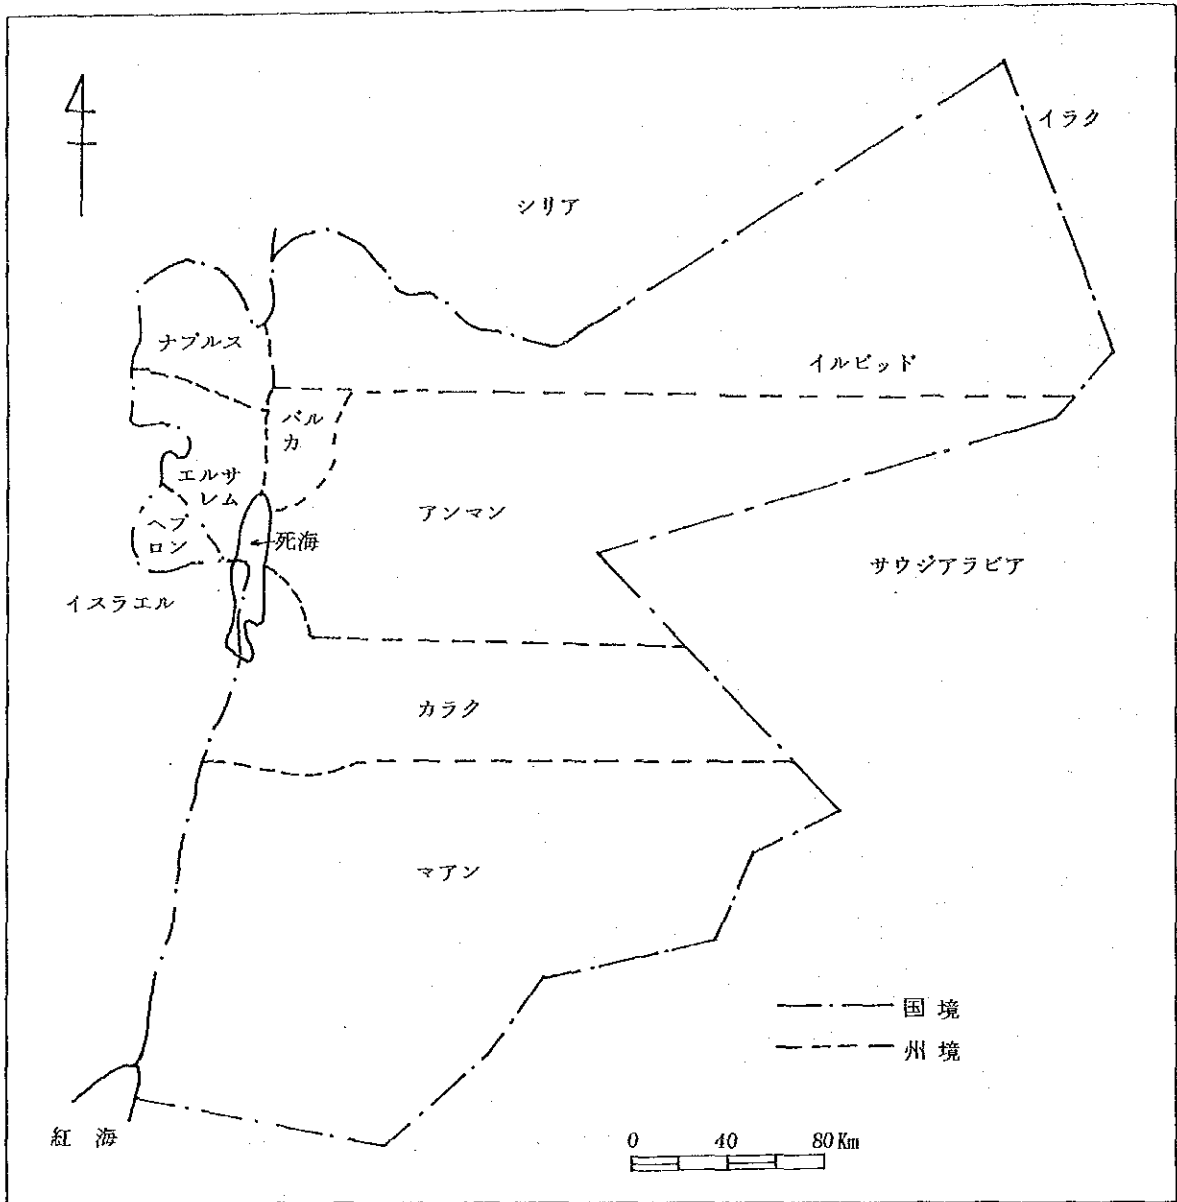 イラク
シリア
ナブルス
イルビッド
バル
カ
エルサ
レム
アンマン
ヘブ
ロン
死海
サウジアラビア
イスラエル
カラク
マアン
国境
州境
紅海
0 40 80Km